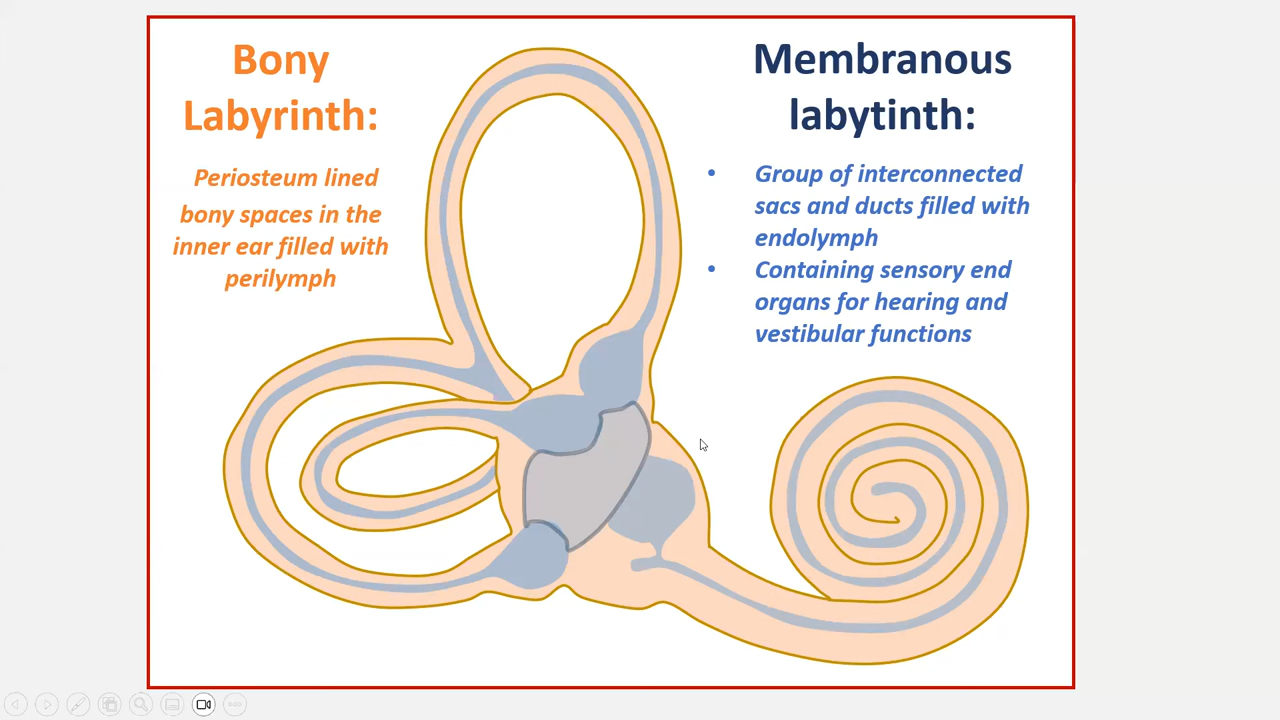 Bony
Labyrinth:
Periosteum lined
bony spaces in the
inner ear filled with
perilymph
Membranous
labytinth:
• Group of interconnected
sacs and ducts filled with
endolymph
• Containing sensory end
organs for hearing and
vestibular functions